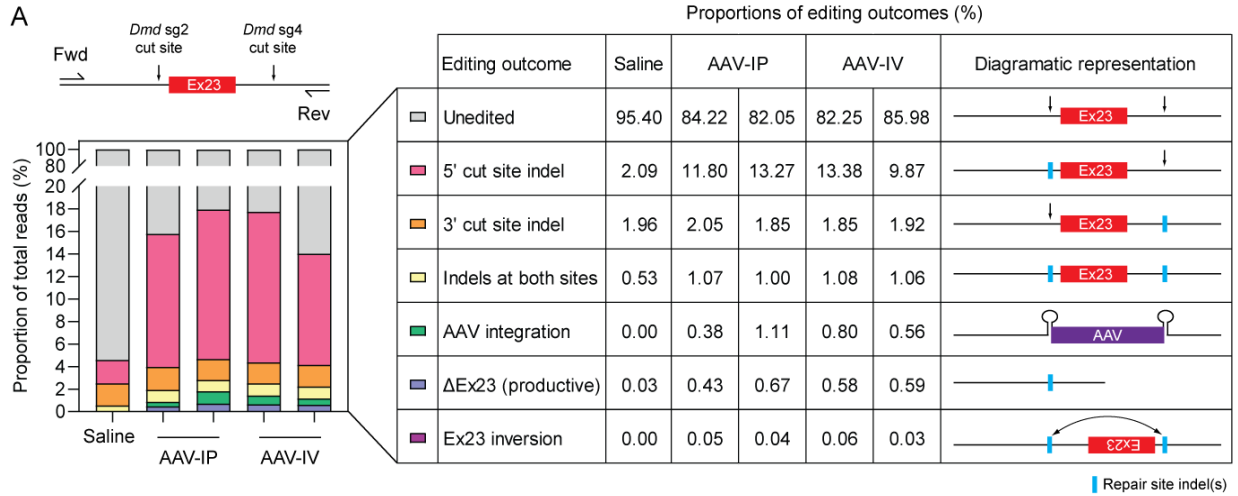 A
Proportions of editing outcomes (%)
Dmd sg2
cut site
Dmd sg4
cut site
Fwd
Ex23
Rev
Proportion of total reads (%)
100
80
20
18
16
14
12
10
8
6
4
2
0
Saline
AAV-IP
AAV-IV
Editing outcome Saline AAV-IP AAV-IV Diagramatic representation
Unedited 95.40 84.22 82.05 82.25 85.98 Ex23
5' cut site indel 2.09 11.80 13.27 13.38 9.87 Ex23
3' cut site indel 1.96 2.05 1.85 1.85 1.92 Ex23
Indels at both sites 0.53 1.07 1.00 1.08 1.06 Ex23
AAV integration 0.00 0.38 1.11 0.80 0.56 AAV
ΔEx23 (productive) 0.03 0.43 0.67 0.58 0.59
Ex23 inversion 0.00 0.05 0.04 0.06 0.03 Ex23
Repair site indel(s)